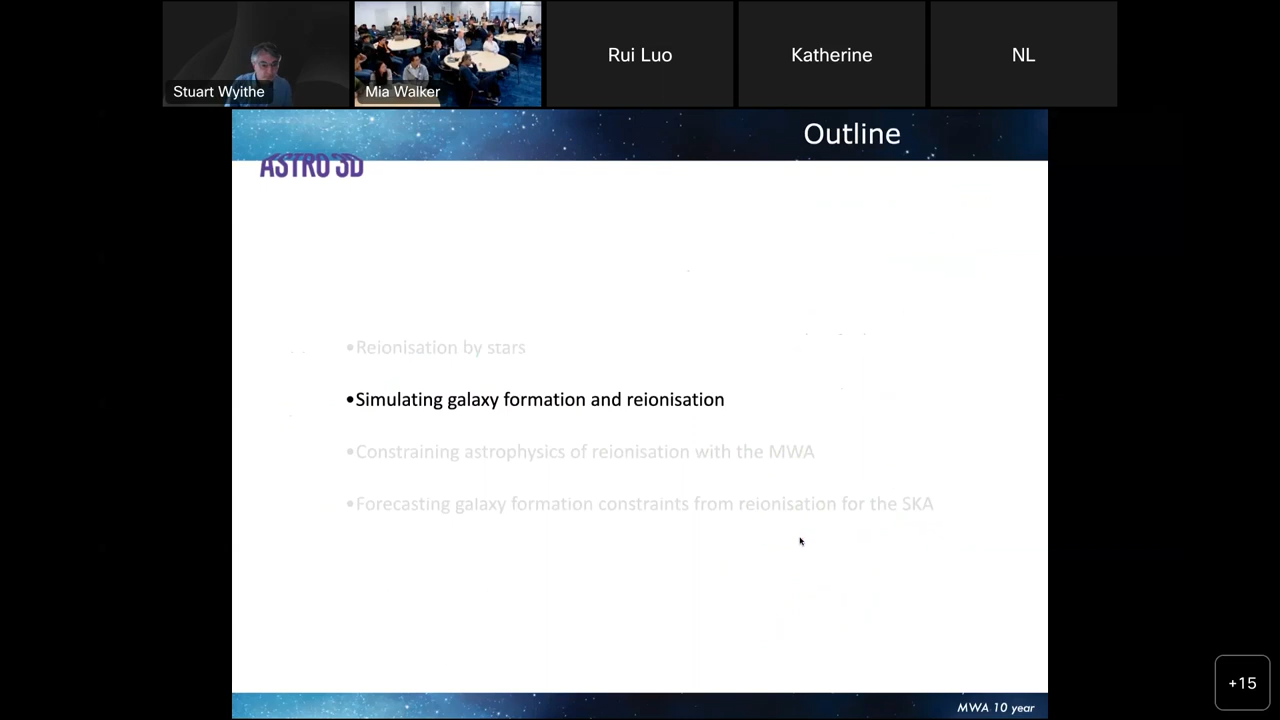 Stuart Wyithe
Mia Walker
Rui Luo
Katherine
NL
Outline
ASTRO 3D
•Reionisation by stars
•Simulating galaxy formation and reionisation
•Constraining astrophysics of reionisation with the MWA
•Forecasting galaxy formation constraints from reionisation for the SKA
+15
MWA 10 year